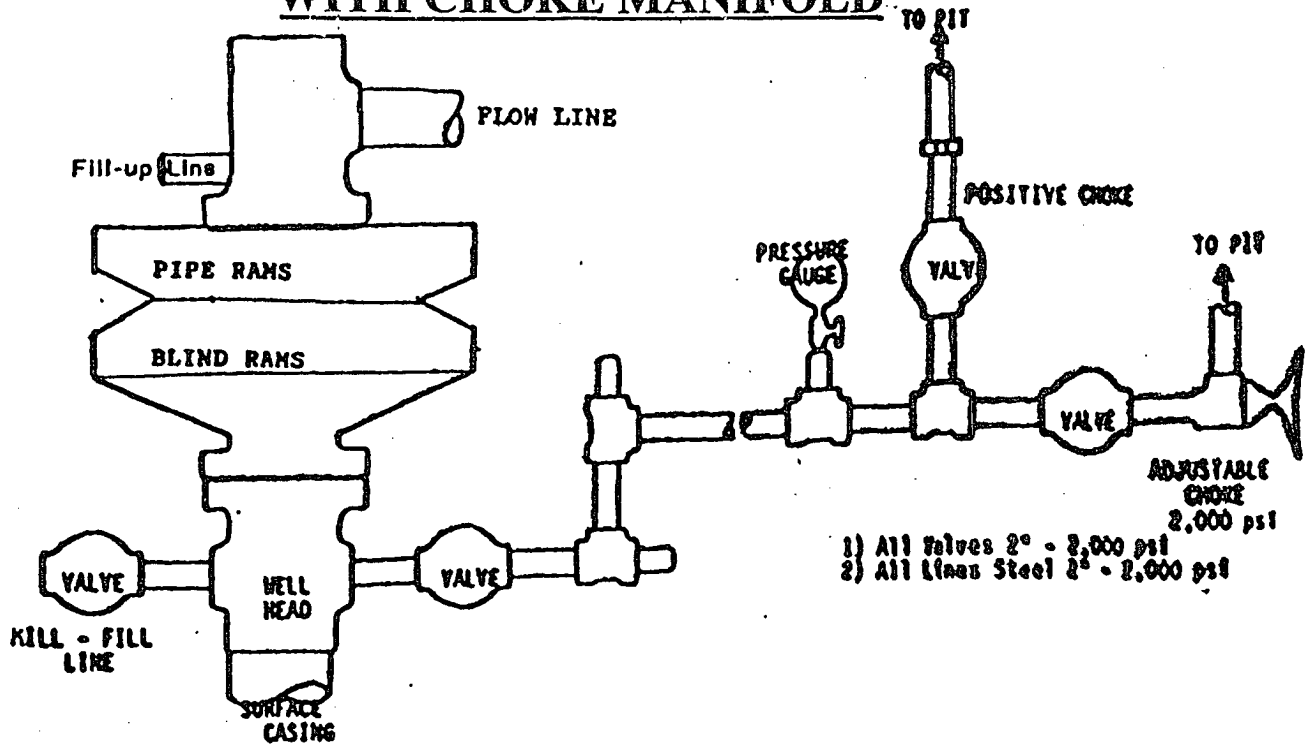 WITH CHOKE MANIFOLD
TO PIT
FLOW LINE
Fill-up Line
POSITIVE CHOKE
PRESSURE
GAUGE
VALV
TO PIT
PIPE RAMS
BLIND RAMS
VALVE
ADJUSTABLE
CHOKE
2,000 psi
1) All Valves 2" - 2,000 psi
2) All Lines Steel 2" - 2,000 psi
VALVE
WELL
HEAD
VALVE
KILL - FILL
LINE
SURFACE
CASING